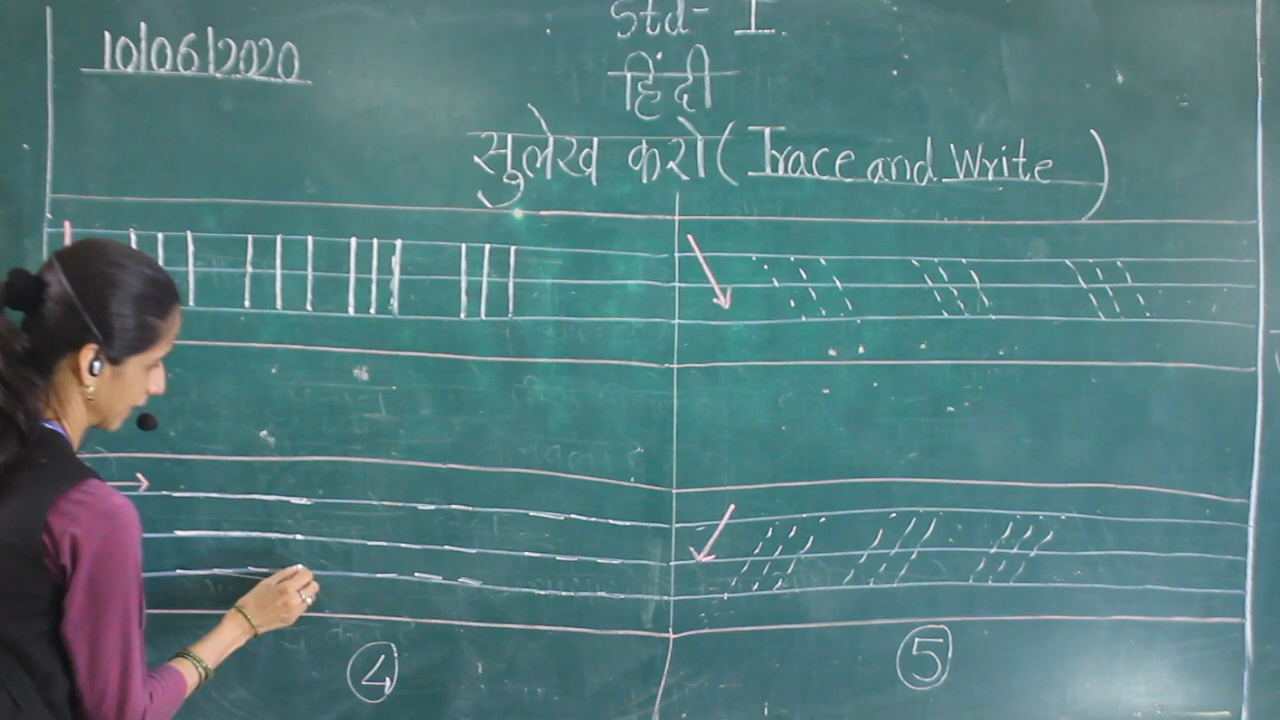 Std- I.
10/06/2020
हिंदी
सुलेख करो (Trace and Write)
4
5